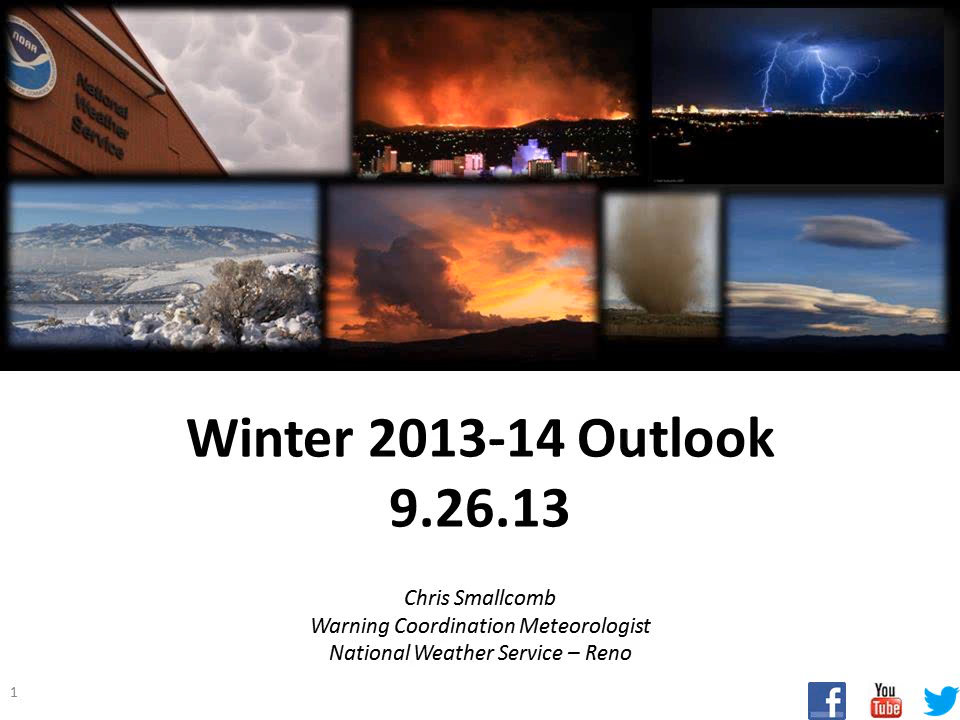 NOAA
National
Weather
Service
Winter 2013-14 Outlook
9.26.13
Chris Smallcomb
Warning Coordination Meteorologist
National Weather Service – Reno
1
f
You
Tube